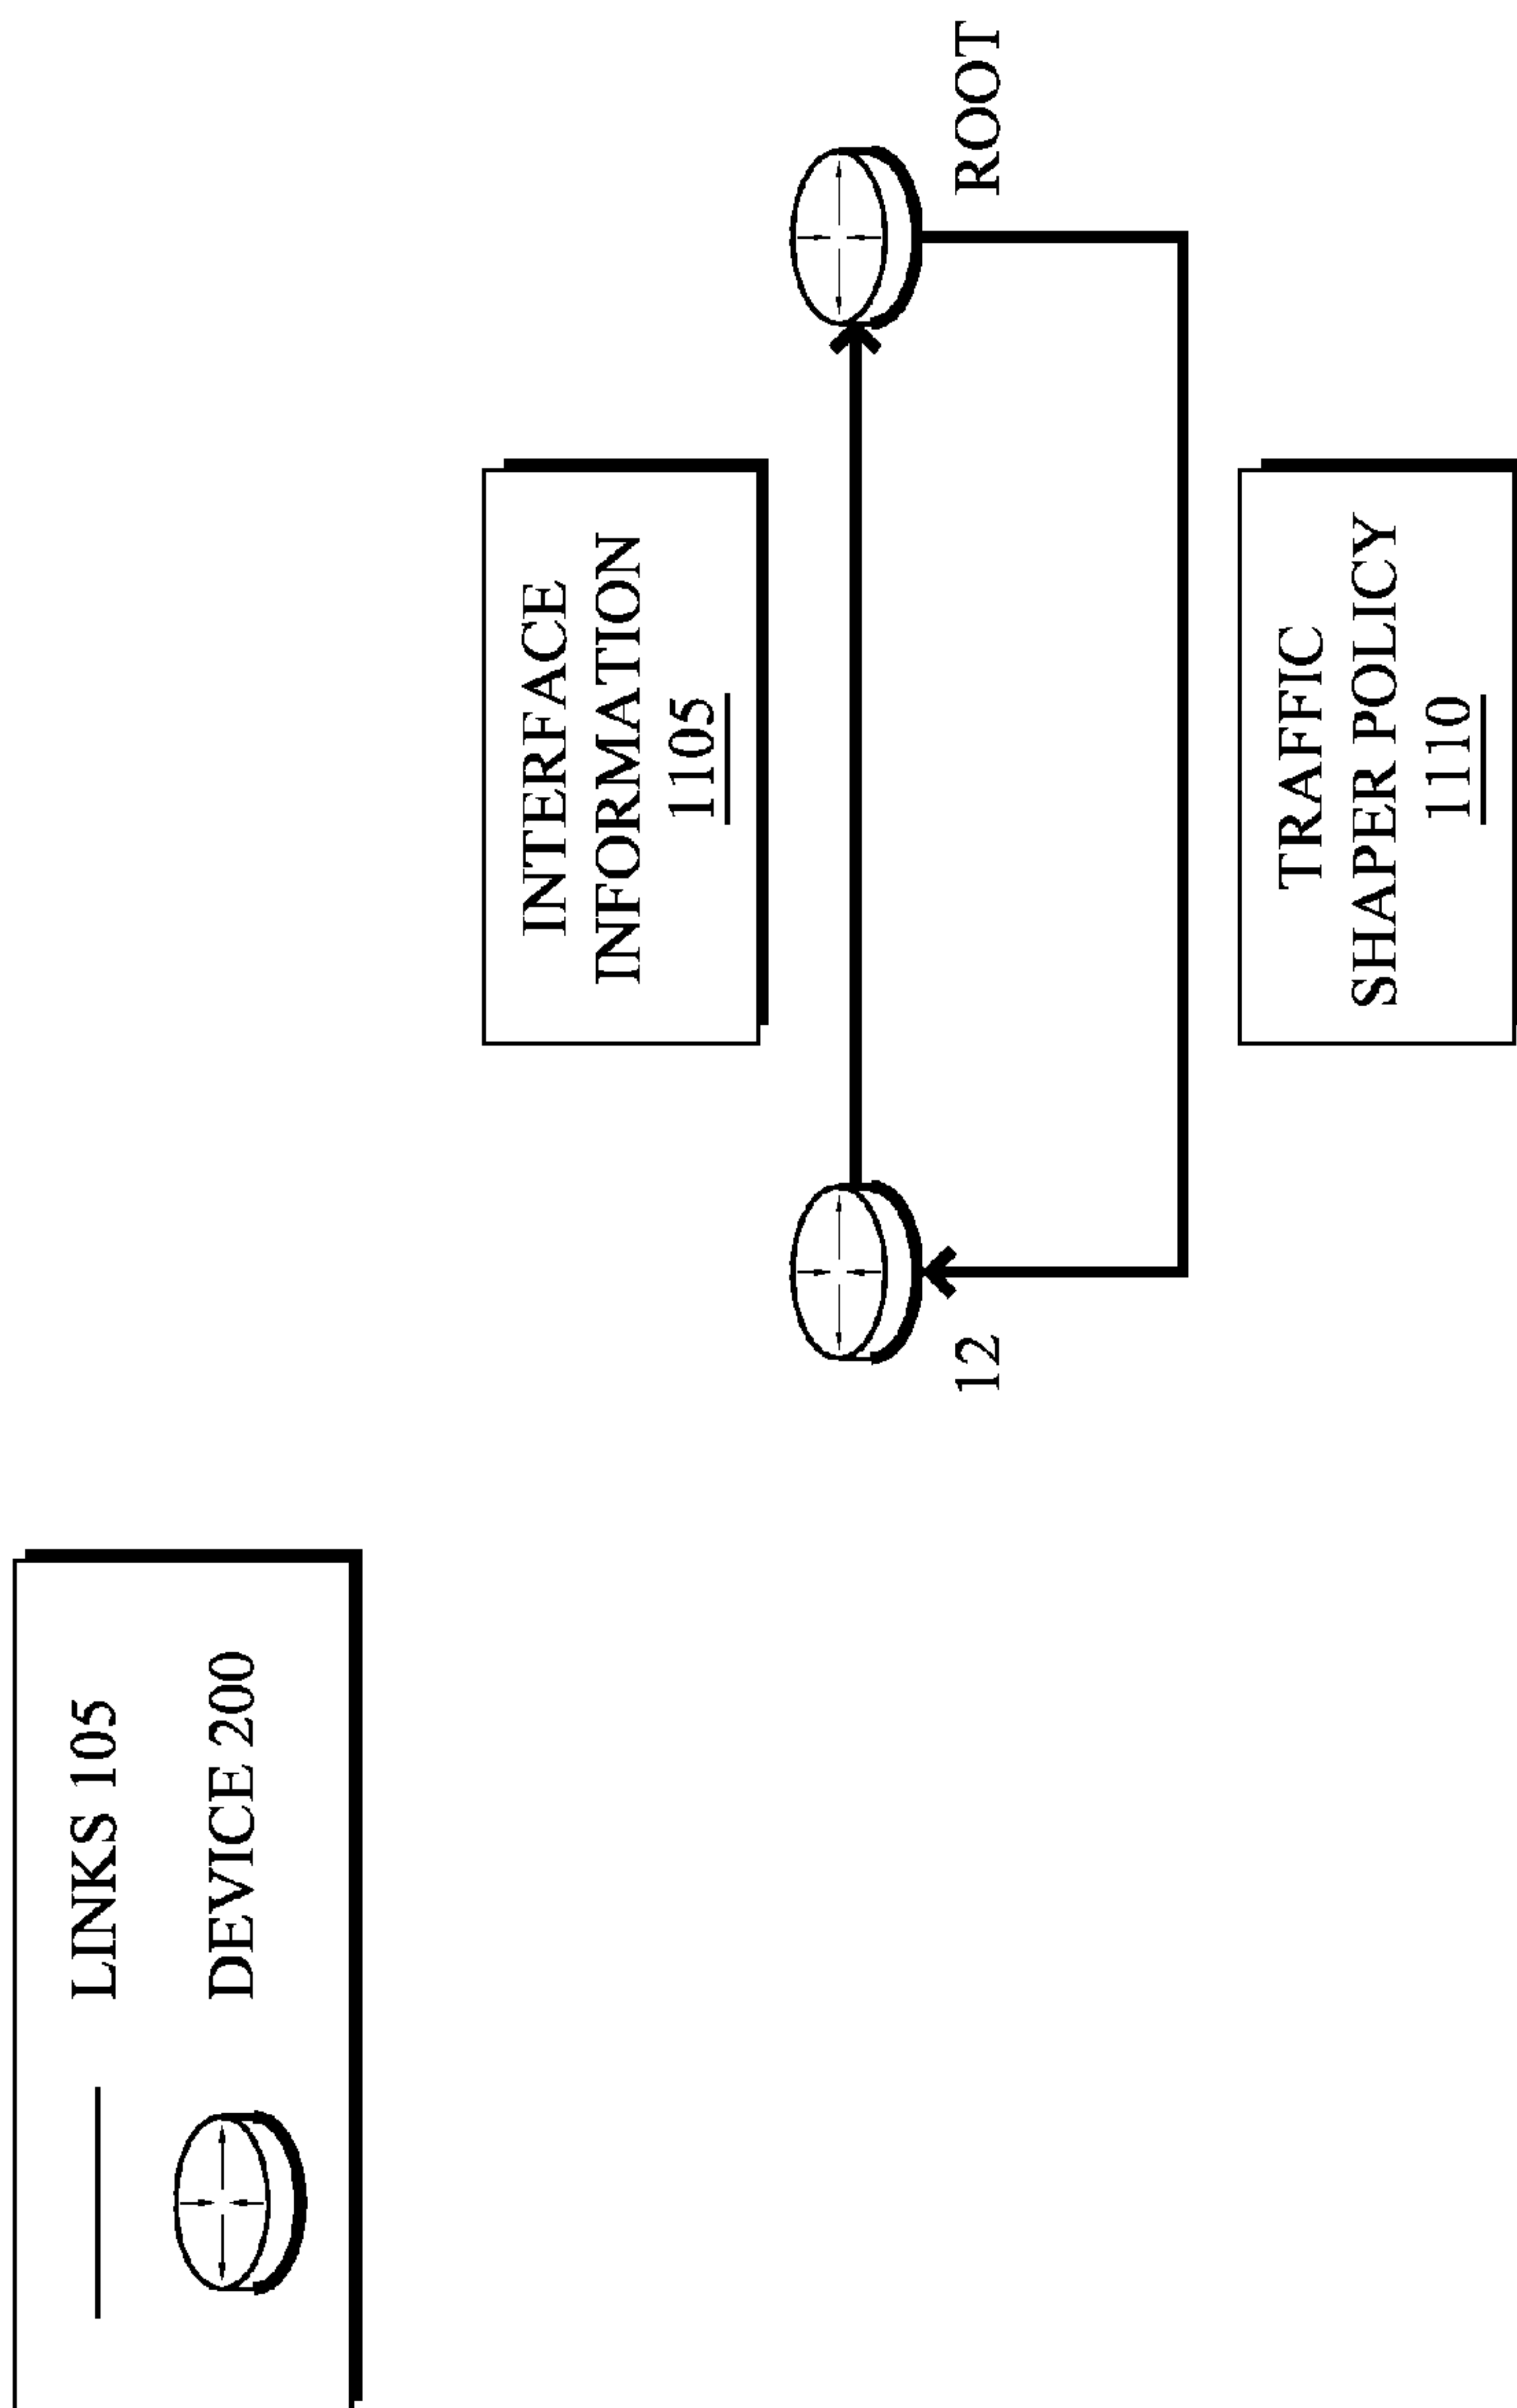 LINKS 105
DEVICE 200
INTERFACE
INFORMATION
1105
12
ROOT
TRAFFIC
SHAPER POLICY
1110